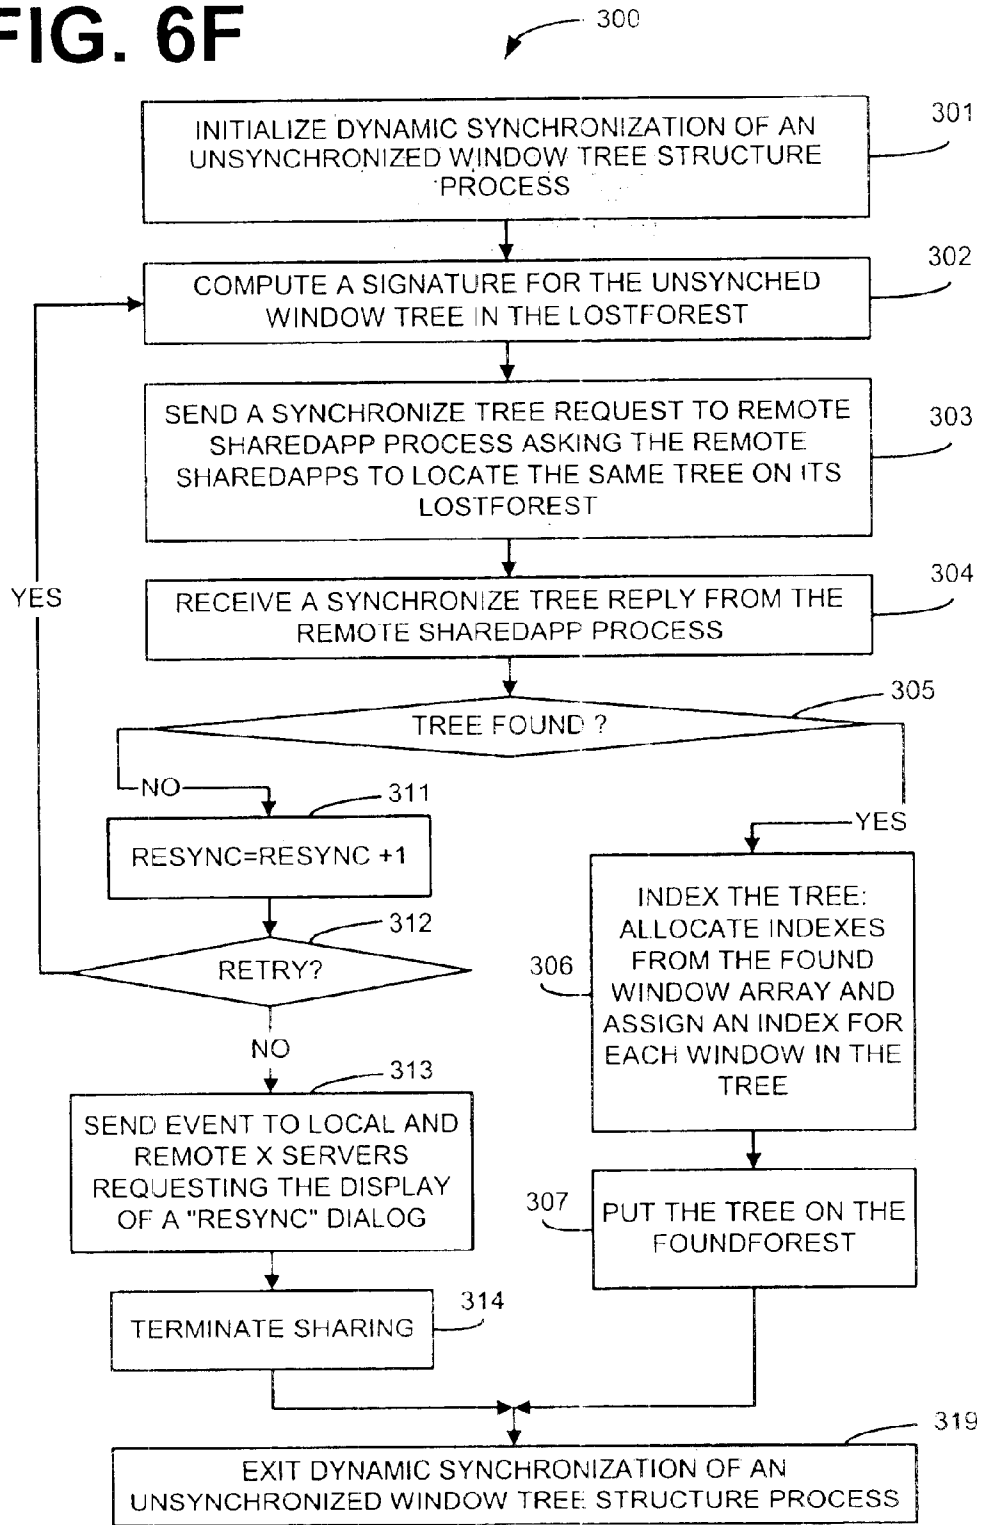 FIG. 6F
300
301
INITIALIZE DYNAMIC SYNCHRONIZATION OF AN
UNSYNCHRONIZED WINDOW TREE STRUCTURE
PROCESS
302
COMPUTE A SIGNATURE FOR THE UNSYNCHED
WINDOW TREE IN THE LOSTFOREST
303
SEND A SYNCHRONIZE TREE REQUEST TO REMOTE
SHAREDAPP PROCESS ASKING THE REMOTE
SHAREDAPPS TO LOCATE THE SAME TREE ON ITS
LOSTFOREST
304
RECEIVE A SYNCHRONIZE TREE REPLY FROM THE
REMOTE SHAREDAPP PROCESS
305
TREE FOUND ?
NO
YES
311
RESYNC=RESYNC +1
312
RETRY?
YES
NO
306
INDEX THE TREE:
ALLOCATE INDEXES
FROM THE FOUND
WINDOW ARRAY AND
ASSIGN AN INDEX FOR
EACH WINDOW IN THE
TREE
313
SEND EVENT TO LOCAL AND
REMOTE X SERVERS
REQUESTING THE DISPLAY
OF A "RESYNC" DIALOG
307
PUT THE TREE ON THE
FOUNDFOREST
314
TERMINATE SHARING
319
EXIT DYNAMIC SYNCHRONIZATION OF AN
UNSYNCHRONIZED WINDOW TREE STRUCTURE PROCESS